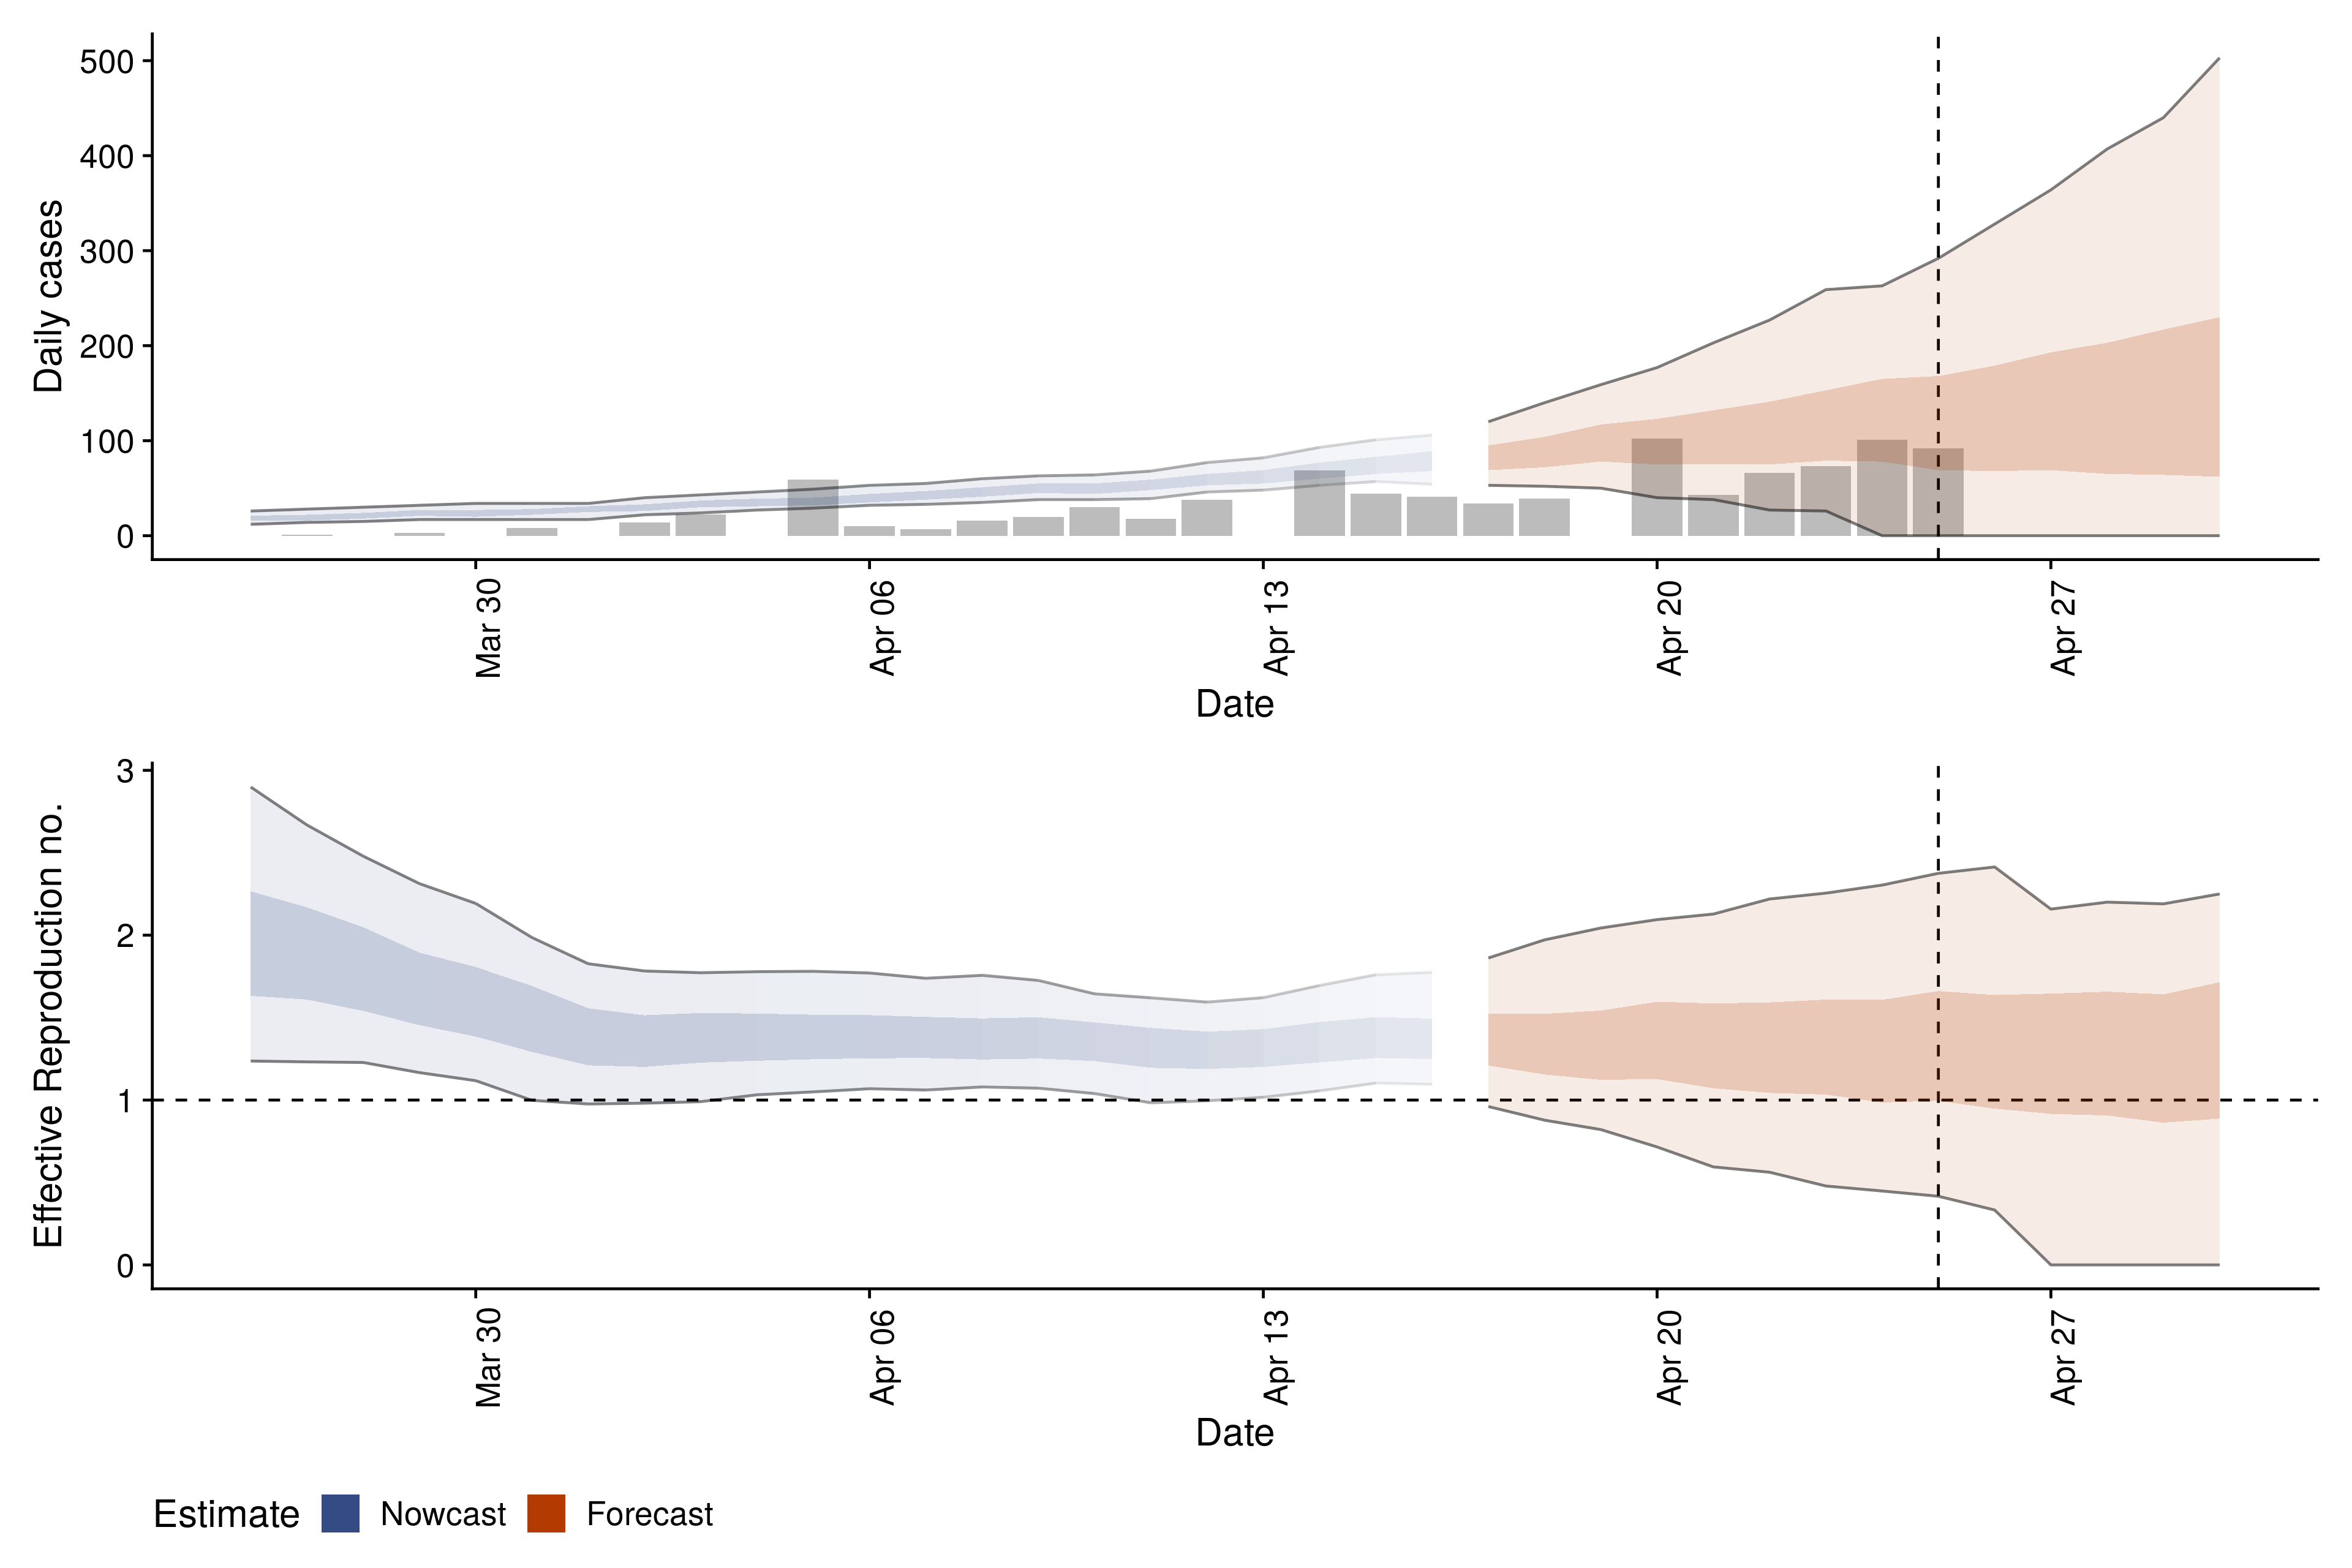 500
400
300
200
100
0
Daily cases
Mar 30
Apr 06
Apr 13
Apr 20
Apr 27
Date
3
2
1
0
Effective Reproduction no.
Mar 30
Apr 06
Apr 13
Apr 20
Apr 27
Date
Estimate Nowcast Forecast